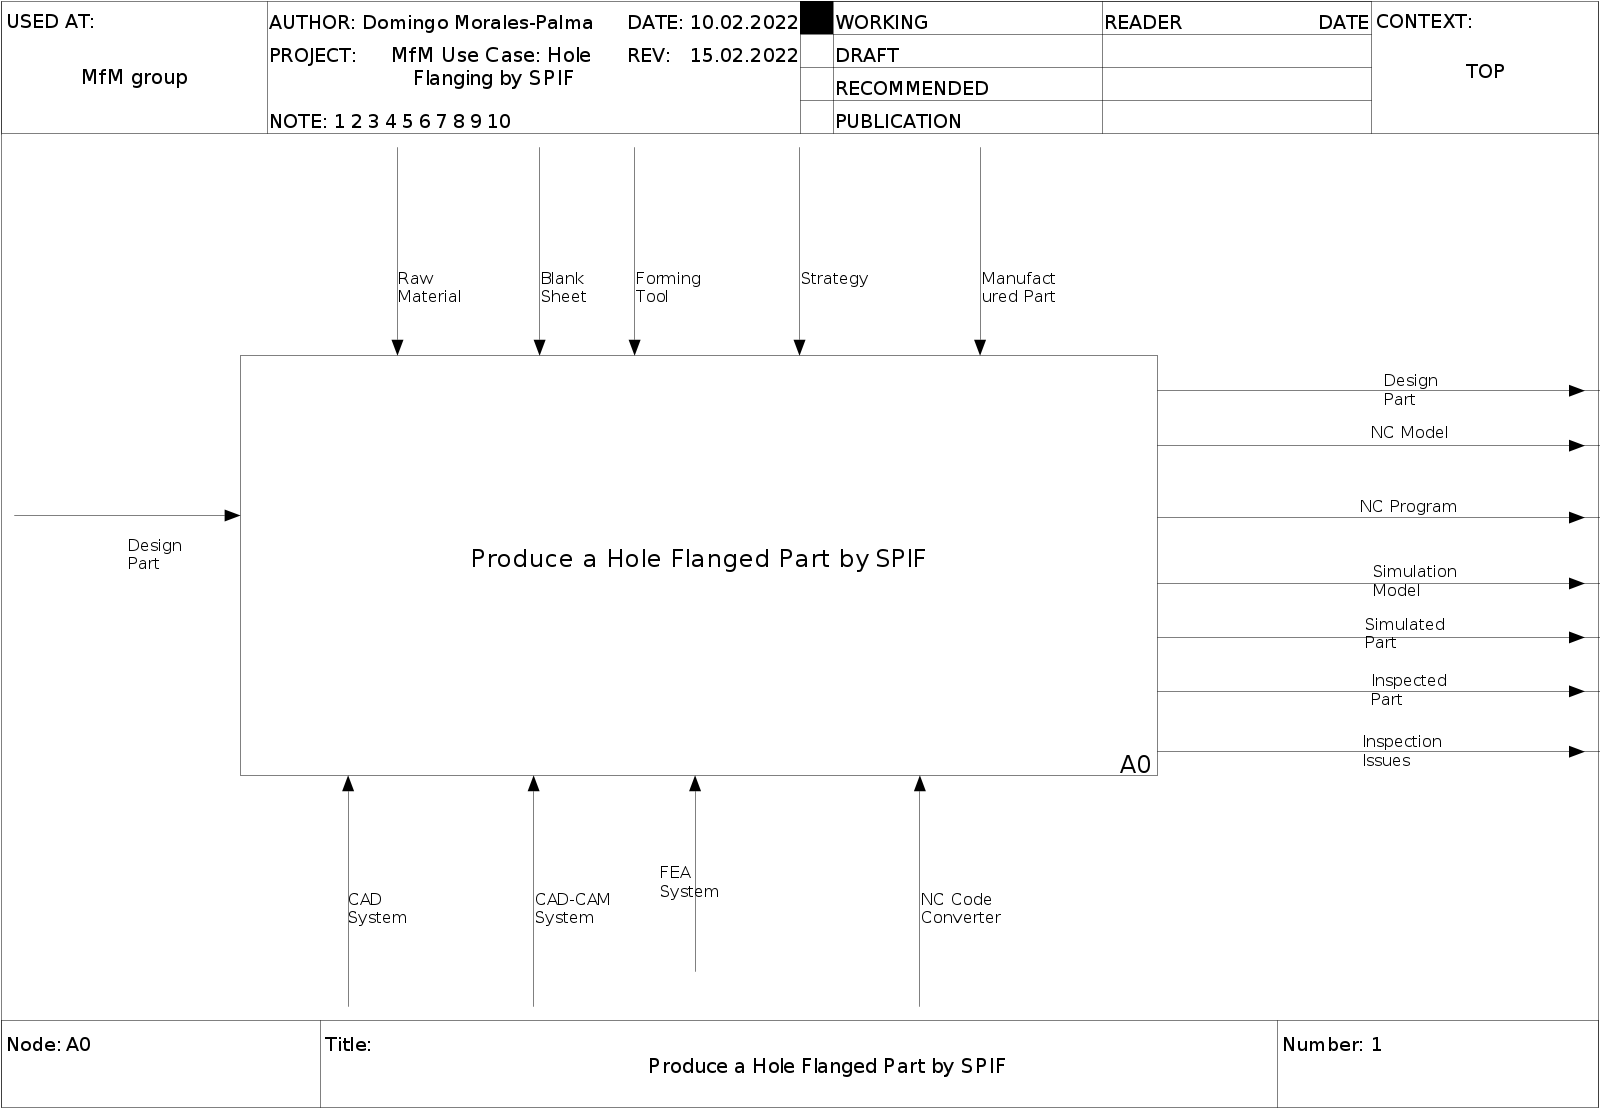 USED AT:
MfM group
AUTHOR: Domingo Morales-Palma
DATE: 10.02.2022
PROJECT: MfM Use Case: Hole
Flanging by SPIF
REV: 15.02.2022
NOTE: 1 2 3 4 5 6 7 8 9 10
WORKING
DRAFT
RECOMMENDED
PUBLICATION
READER DATE
CONTEXT:
TOP
Raw
Material
Blank
Sheet
Forming
Tool
Strategy
Manufact
ured Part
Design
Part
Produce a Hole Flanged Part by SPIF
A0
Design
Part
NC Model
NC Program
Simulation
Model
Simulated
Part
Inspected
Part
Inspection
Issues
CAD
System
CAD-CAM
System
FEA
System
NC Code
Converter
Node: A0
Title:
Produce a Hole Flanged Part by SPIF
Number: 1